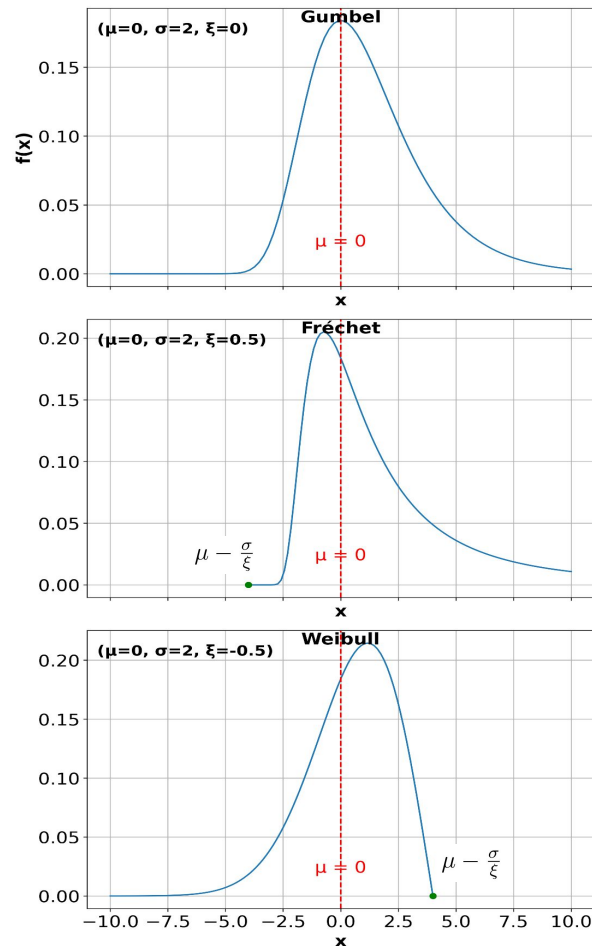 Gumbel
(μ=0, σ=2, ξ=0)
0.15
0.10
0.05
0.00
f(x)
μ = 0
x
Fréchet
(μ=0, σ=2, ξ=0.5)
0.20
0.15
0.10
0.05
0.00
μ − σ/ξ
μ = 0
x
Weibull
(μ=0, σ=2, ξ=-0.5)
0.20
0.15
0.10
0.05
0.00
μ = 0
μ − σ/ξ
−10.0 −7.5 −5.0 −2.5 0.0 2.5 5.0 7.5 10.0
x